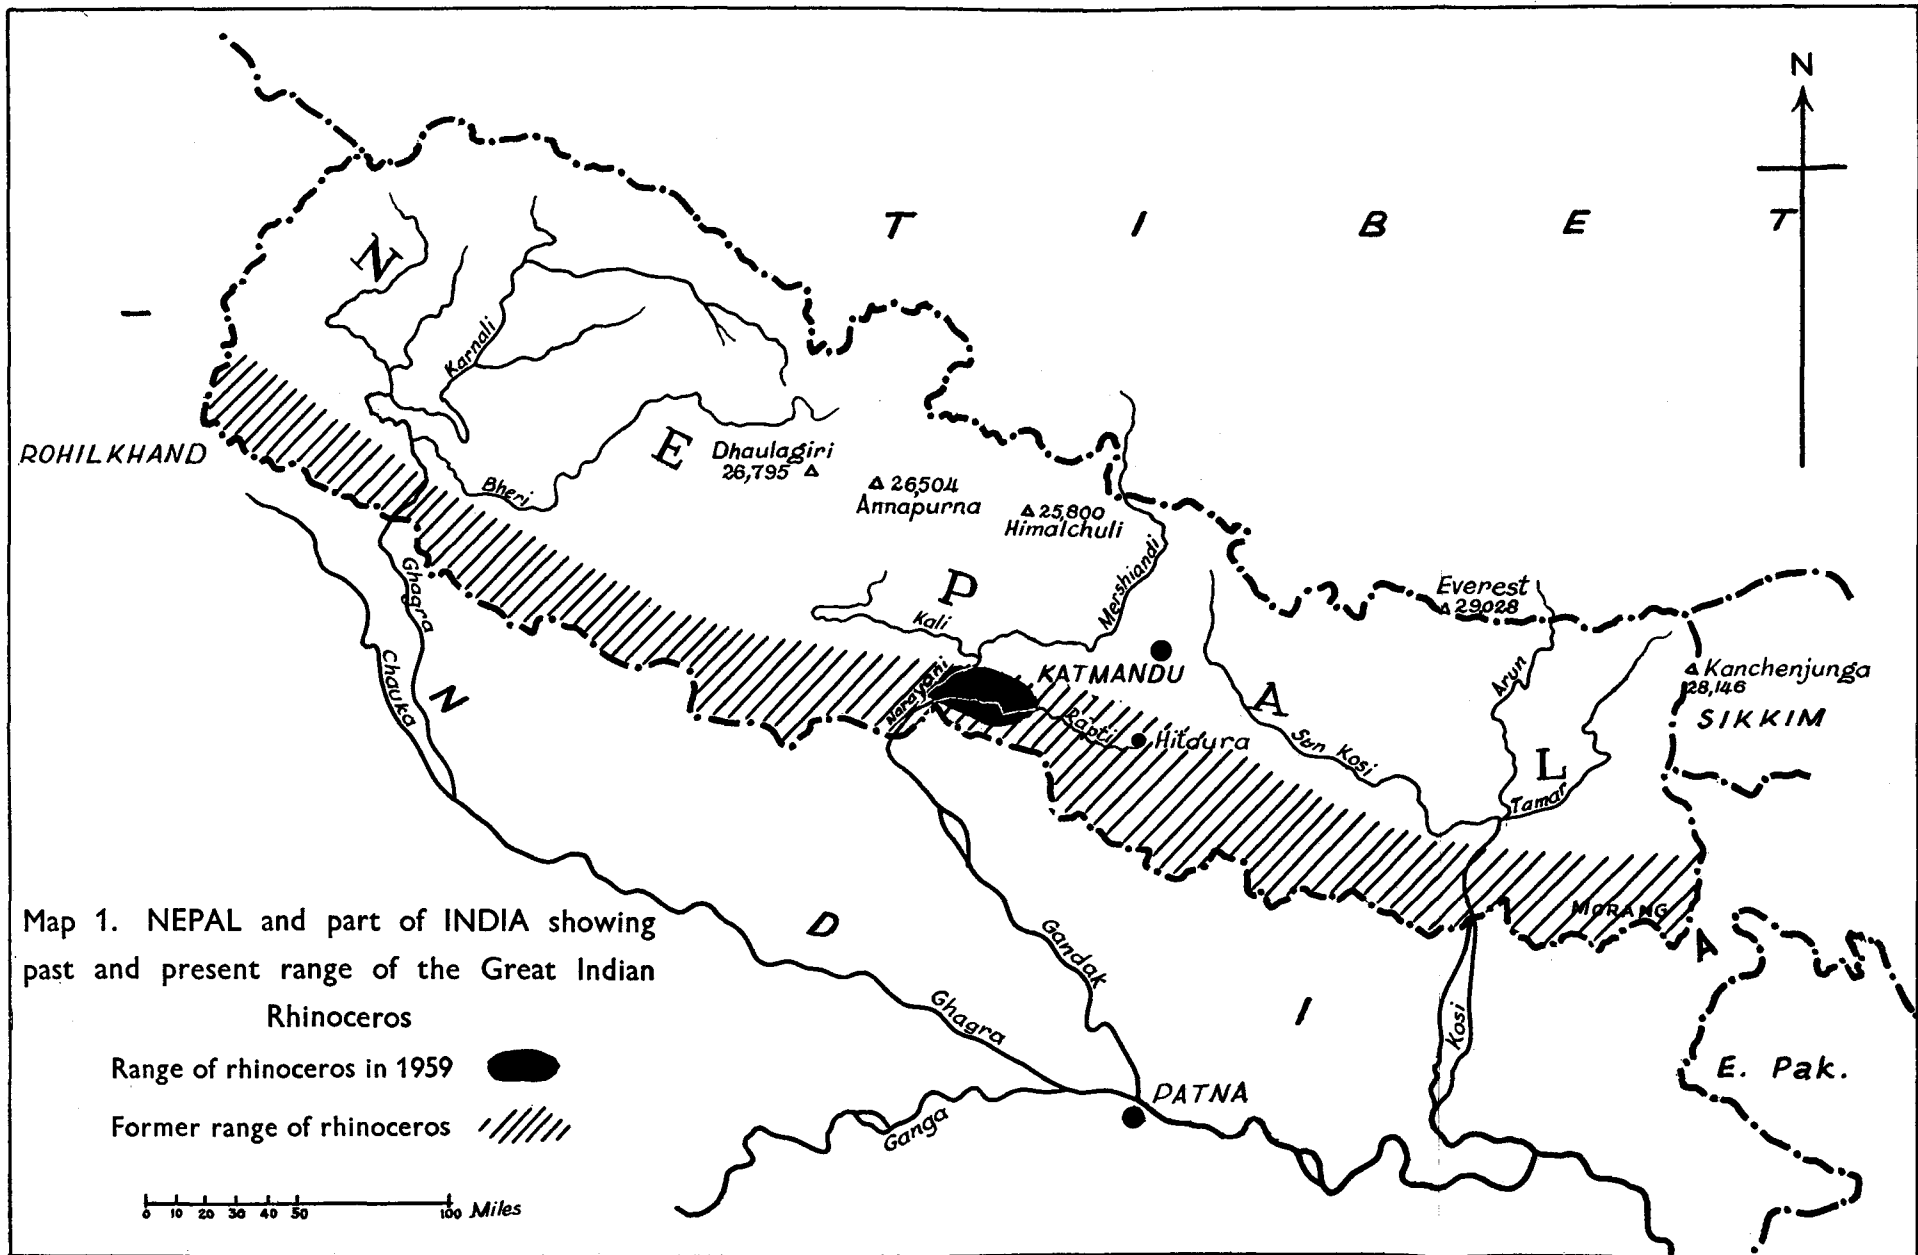 N
T I B E T
N
Karnali
I
ROHILKHAND
E
Dhaulagiri
26,795
26,504
Annapurna
25,800
Himalchuli
Bheri
Mershiandi
P
Kali
Everest
29,028
Ghagra
Chauka
N
Narayani
KATMANDU
Arun
Kanchenjunga
28,146
SIKKIM
A
Rapti
Sun Kosi
L
Tamar
MORANG
D
Gandak
A
I
Kosi
Ghagra
E. Pak.
PATNA
Ganga
Map 1. NEPAL and part of INDIA showing
past and present range of the Great Indian
Rhinoceros
Range of rhinoceros in 1959
Former range of rhinoceros
0 10 20 30 40 50 100 Miles